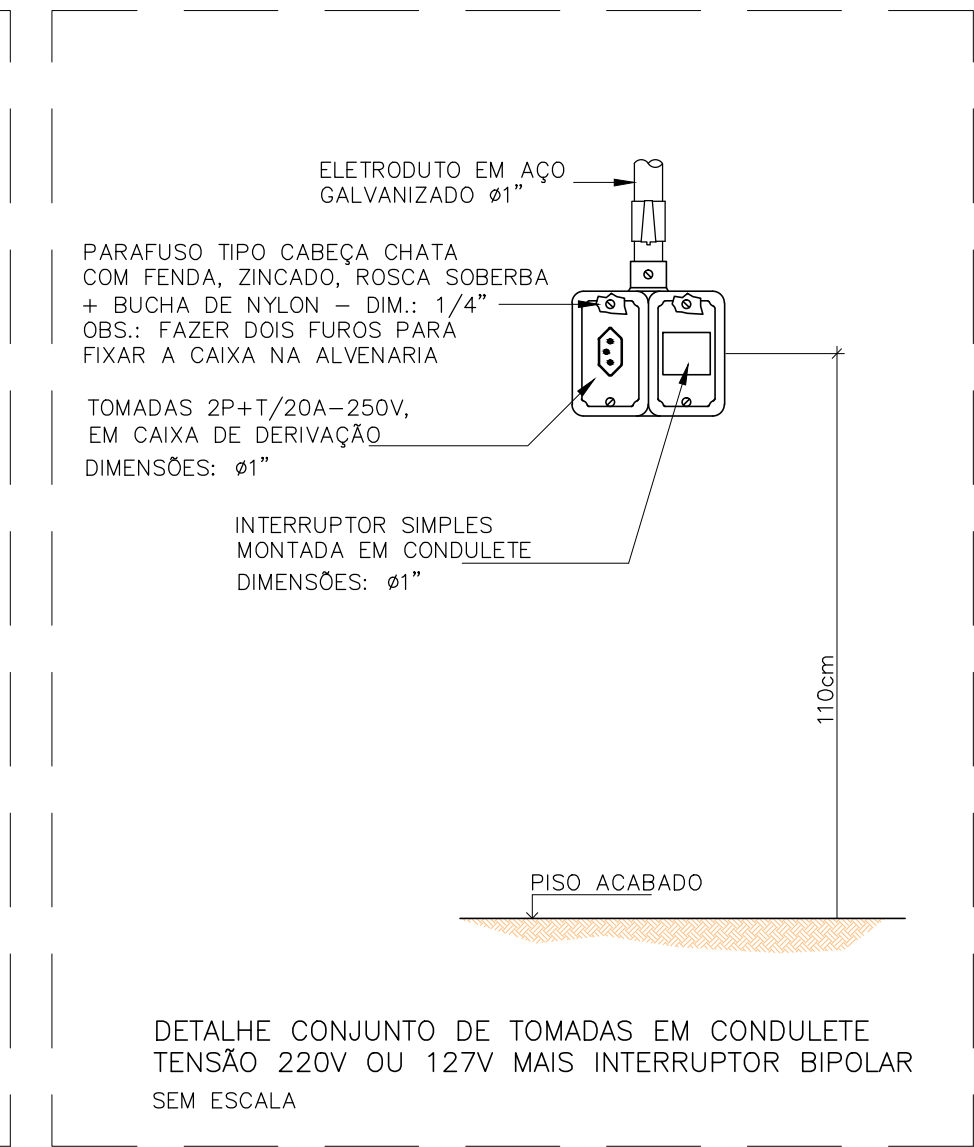 ELETRODUTO EM AÇO
GALVANIZADO ø1”
PARAFUSO TIPO CABEÇA CHATA
COM FENDA, ZINCADO, ROSCA SOBERBA
+ BUCHA DE NYLON – DIM.: 1/4”
OBS.: FAZER DOIS FUROS PARA
FIXAR A CAIXA NA ALVENARIA
TOMADAS 2P+T/20A–250V,
EM CAIXA DE DERIVAÇÃO
DIMENSÕES: ø1”
INTERRUPTOR SIMPLES
MONTADA EM CONDULETE
DIMENSÕES: ø1”
110cm
PISO ACABADO
DETALHE CONJUNTO DE TOMADAS EM CONDULETE
TENSÃO 220V OU 127V MAIS INTERRUPTOR BIPOLAR
SEM ESCALA